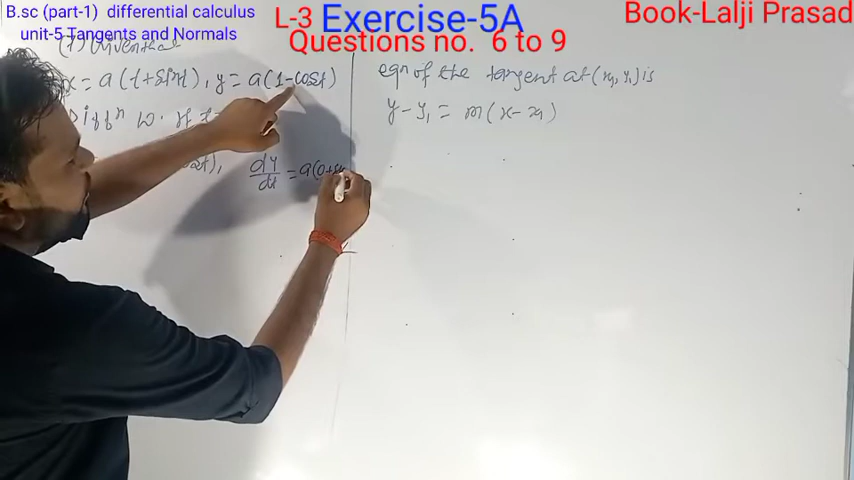 B.sc (part-1) differential calculus
unit-5 Tangents and Normals
L-3 Exercise-5A
Questions no. 6 to 9
Book-Lalji Prasad
x = a(t+sint), y = a(1-cost)
Diffⁿ w.r.t
dy/dt = a(0+s
eqn of the tangent at (x₁, y₁) is
y - y₁ = m(x - x₁)